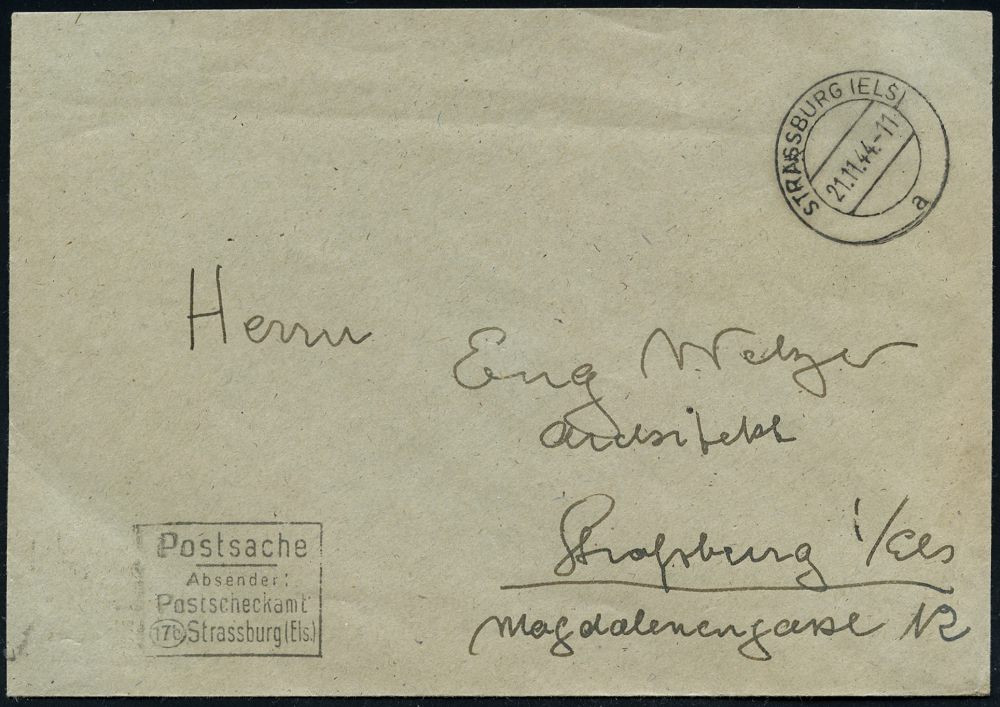 STRASSBURG (ELS)
21.11.44.-11
a
Herrn
Eug Welzer
Architekt
Straßburg i/Els
Magdalenengasse 12
Postsache
Absender:
Postscheckamt
(17b) Strassburg (Els.)